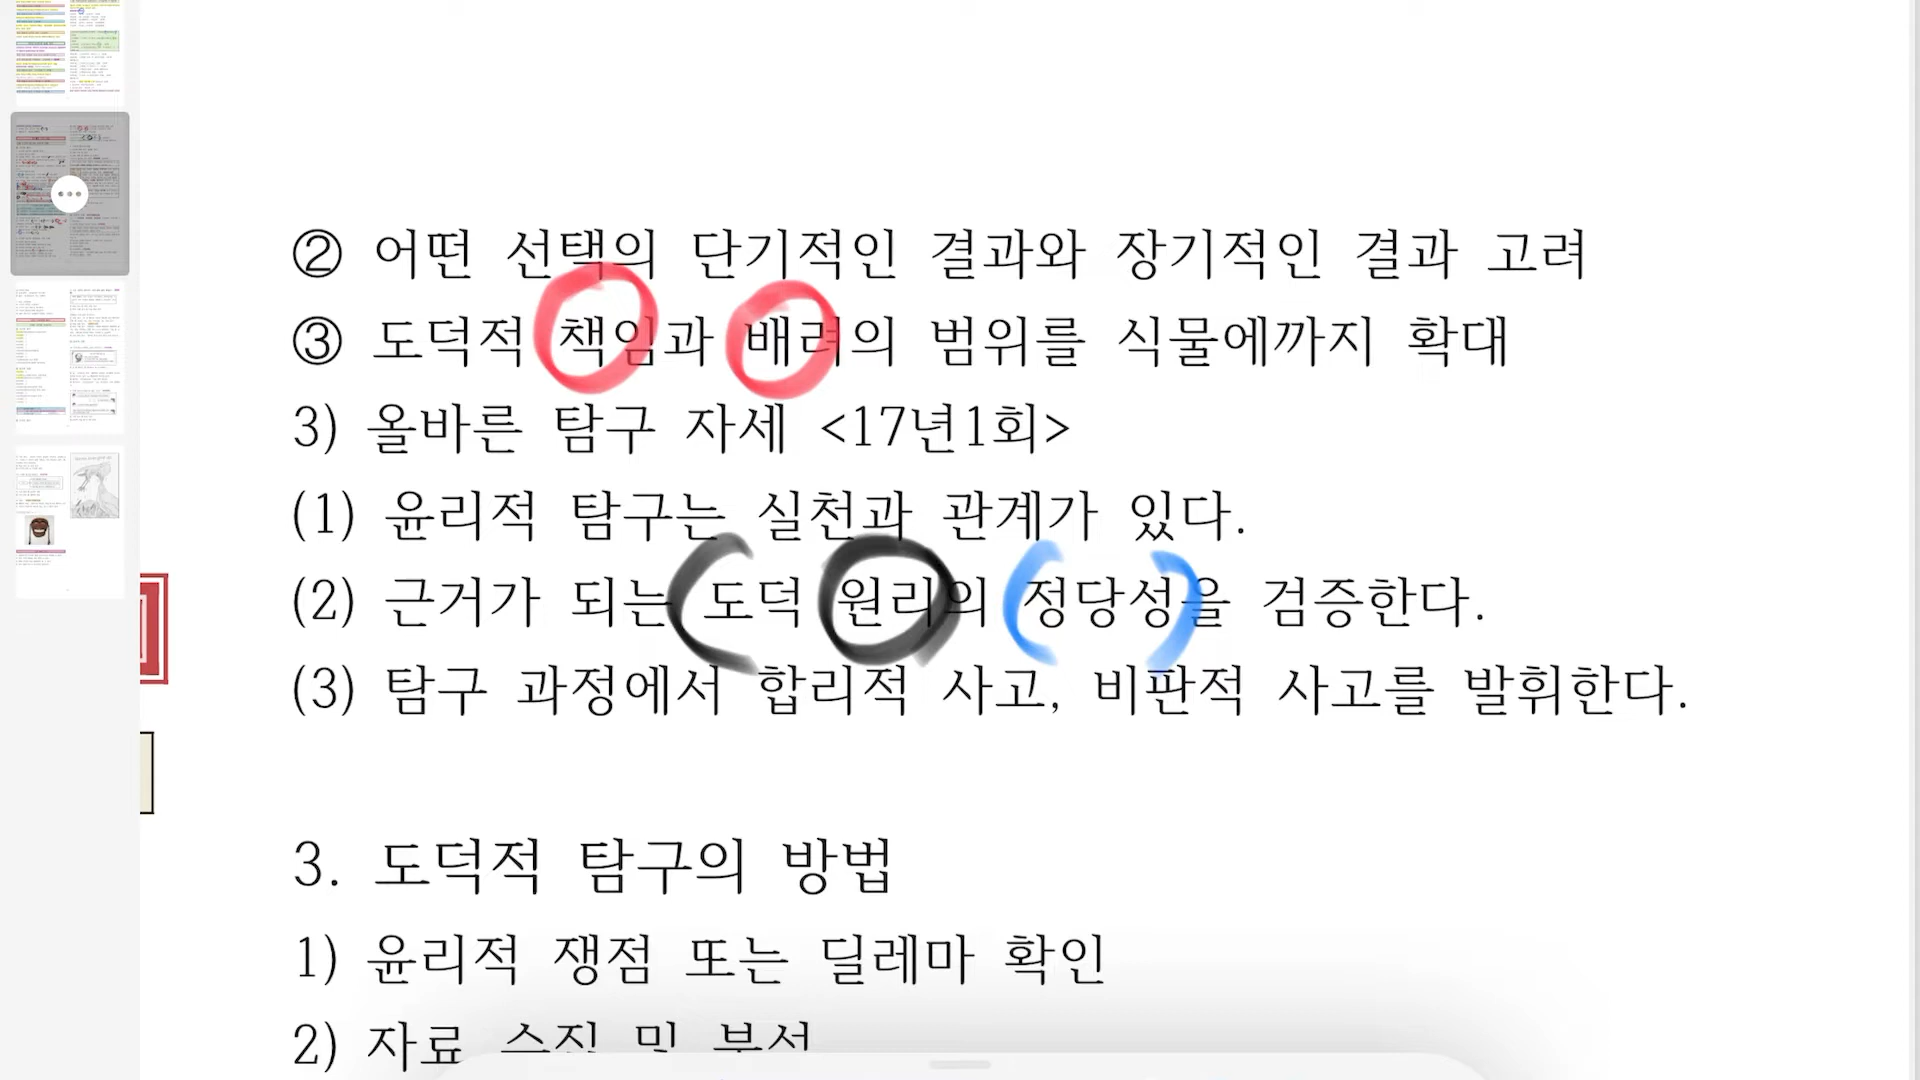 ② 어떤 선택의 단기적인 결과와 장기적인 결과 고려
③ 도덕적 책임과 배려의 범위를 식물에까지 확대
3) 올바른 탐구 자세 <17년1회>
(1) 윤리적 탐구는 실천과 관계가 있다.
(2) 근거가 되는 도덕 원리의 정당성을 검증한다.
(3) 탐구 과정에서 합리적 사고, 비판적 사고를 발휘한다.
3. 도덕적 탐구의 방법
1) 윤리적 쟁점 또는 딜레마 확인
2) 자료 수집 및 분석